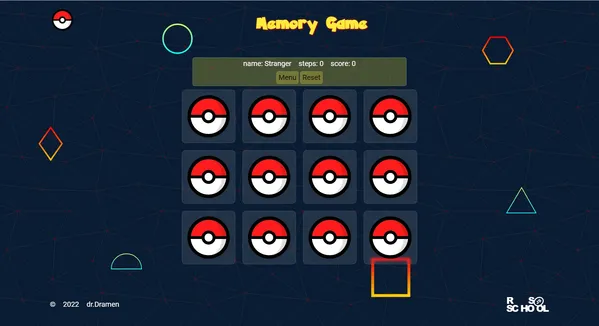 Memory Game
name: Stranger steps: 0 score: 0
Menu Reset
© 2022 dr.Dramen
RS
SCHOOL